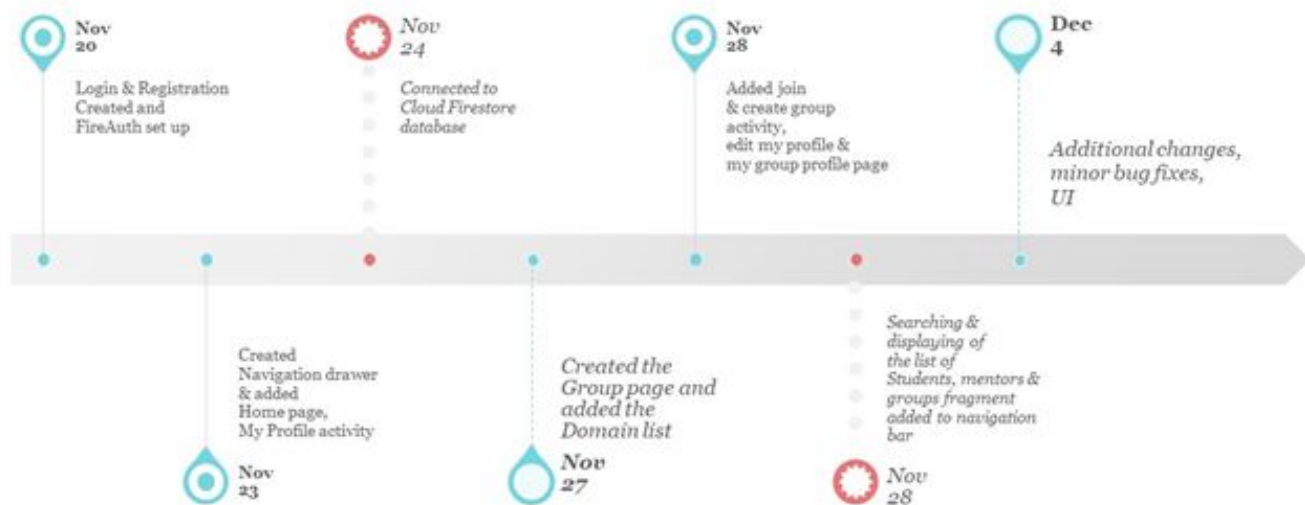 Nov
20
Login & Registration
Created and
FireAuth set up
Nov
24
Connected to
Cloud Firestore
database
Nov
28
Added join
& create group
activity,
edit my profile &
my group profile page
Dec
4
Additional changes,
minor bug fixes,
UI
Created
Navigation drawer
& added
Home page,
My Profile activity
Nov
23
Created the
Group page and
added the
Domain list
Nov
27
Searching &
displaying of
the list of
Students, mentors &
groups fragment
added to navigation
bar
Nov
28